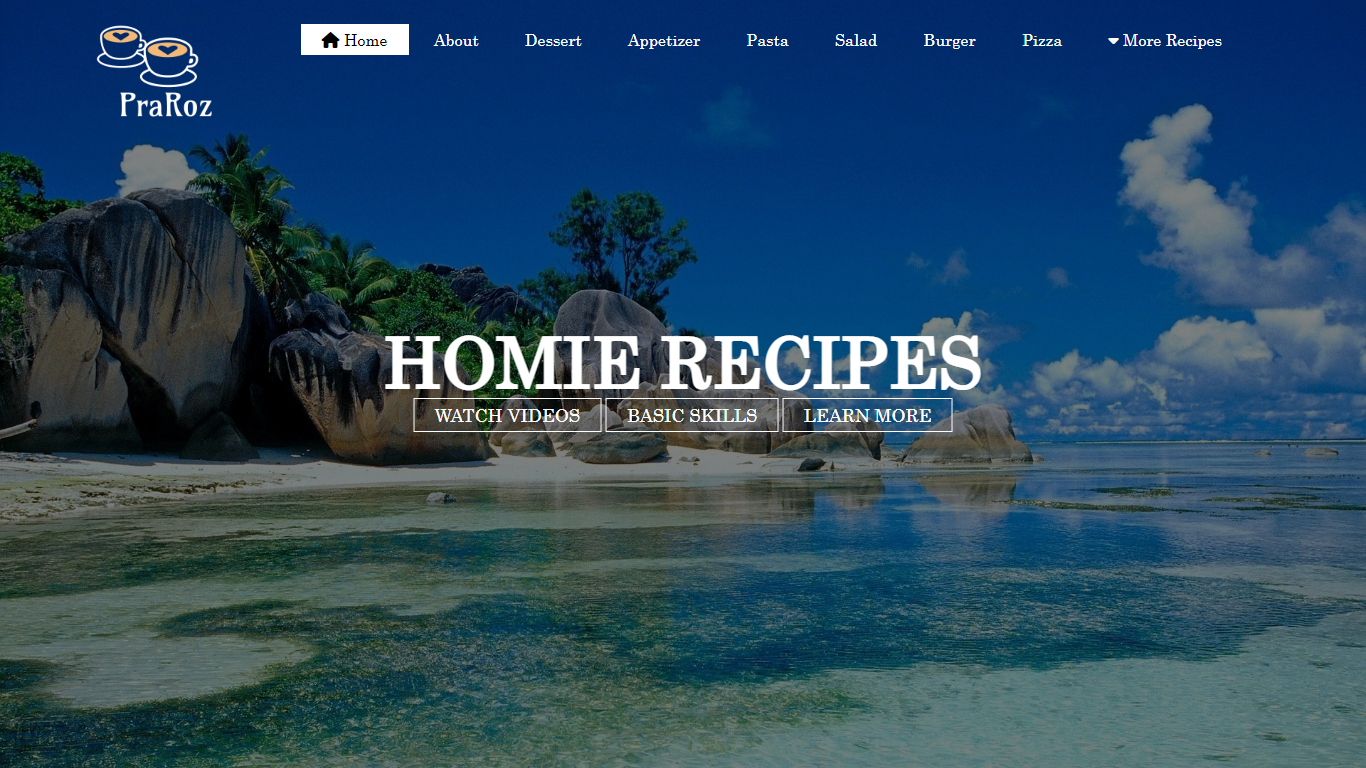 Home About Dessert Appetizer Pasta Salad Burger Pizza More Recipes
PraRoz
HOMIE RECIPES
WATCH VIDEOS BASIC SKILLS LEARN MORE